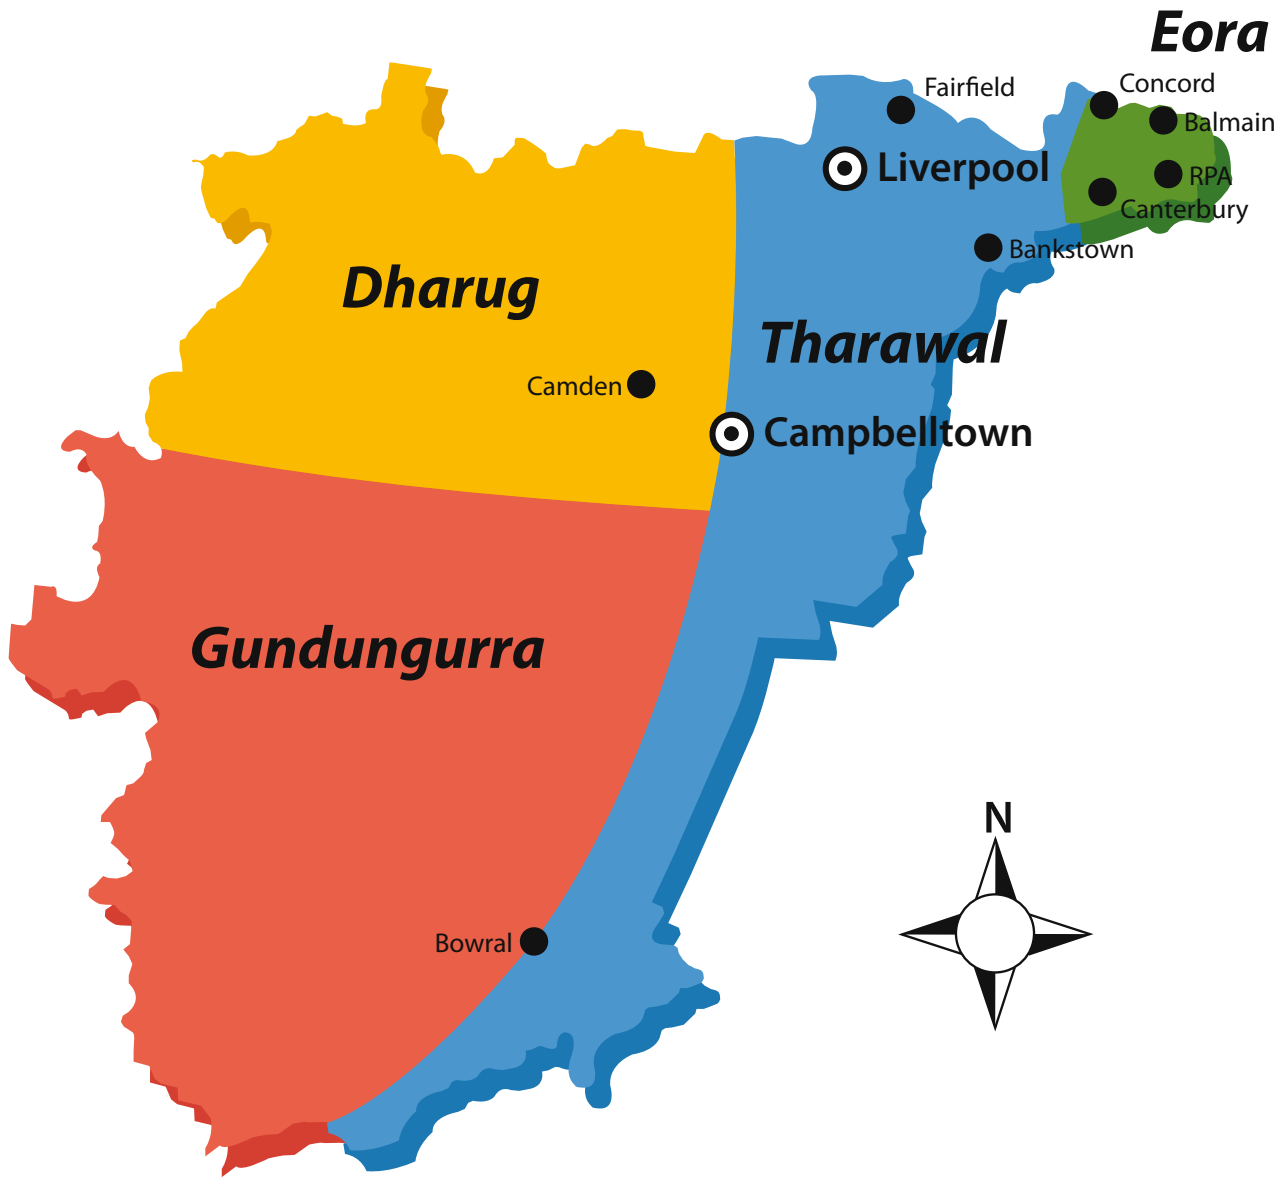 Eora
Concord
Fairfield
Balmain
Liverpool
RPA
Canterbury
Bankstown
Dharug
Tharawal
Camden
Campbelltown
Gundungurra
N
Bowral